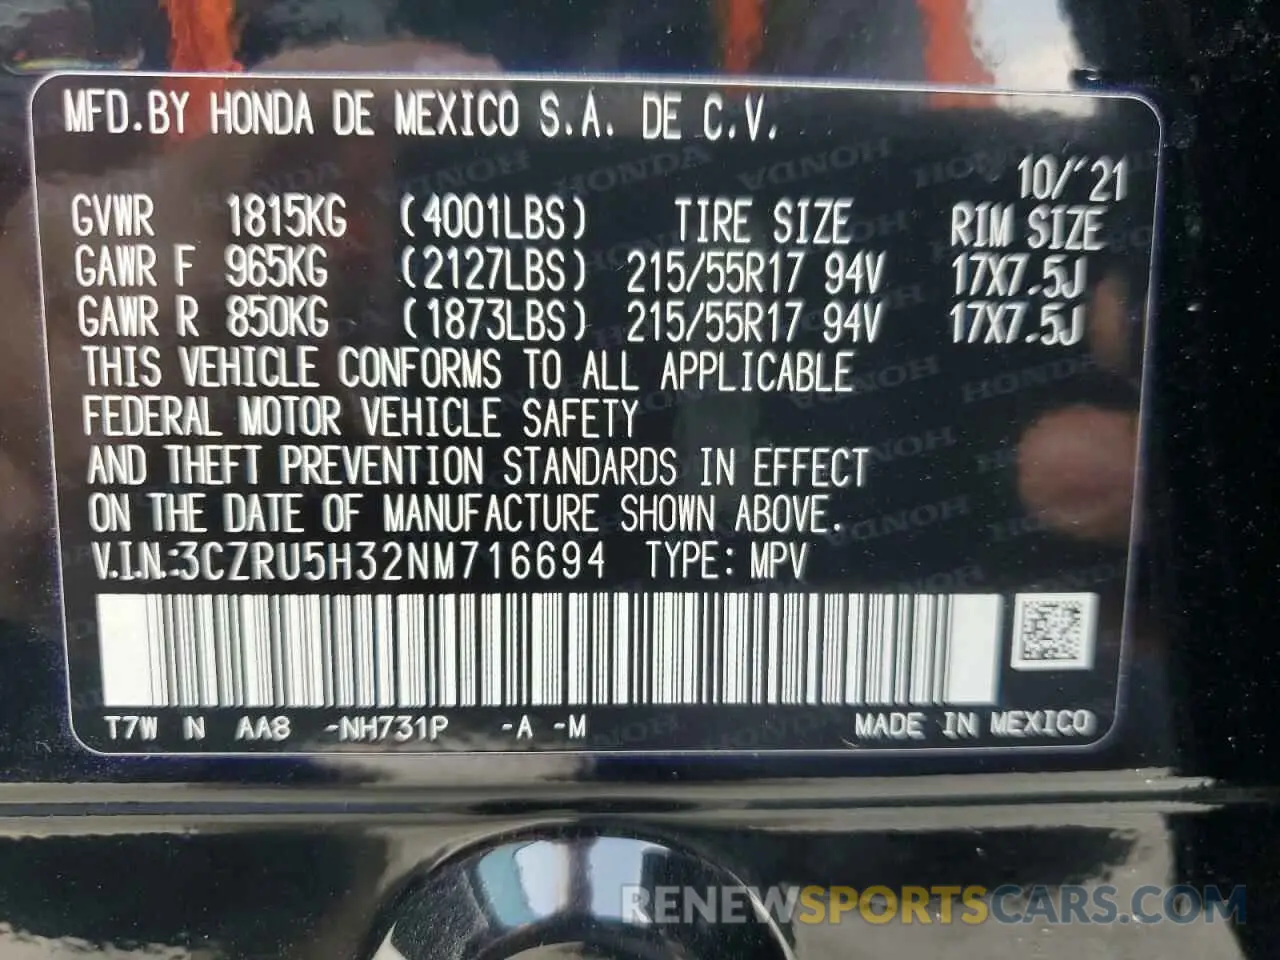 MFD.BY HONDA DE MEXICO S.A. DE C.V.
10/'21
GVWR 1815KG (4001LBS) TIRE SIZE RIM SIZE
GAWR F 965KG (2127LBS) 215/55R17 94V 17X7.5J
GAWR R 850KG (1873LBS) 215/55R17 94V 17X7.5J
THIS VEHICLE CONFORMS TO ALL APPLICABLE
FEDERAL MOTOR VEHICLE SAFETY
AND THEFT PREVENTION STANDARDS IN EFFECT
ON THE DATE OF MANUFACTURE SHOWN ABOVE.
V.I.N.:3CZRU5H32NM716694 TYPE: MPV
T7W N AA8 -NH731P -A -M MADE IN MEXICO
RENEWSPORTSCARS.COM